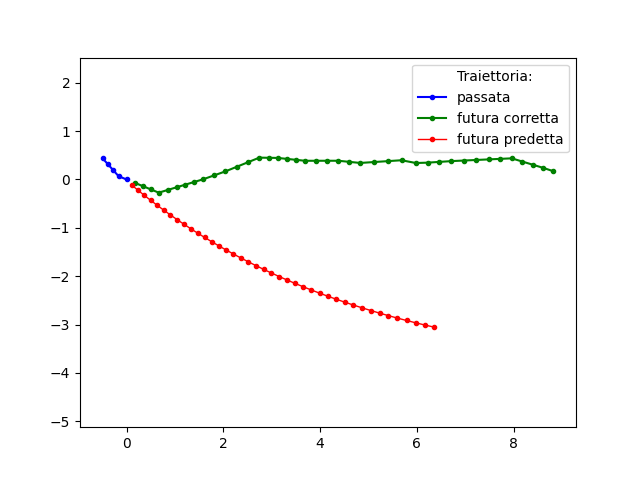 Traiettoria:
passata
futura corretta
futura predetta
2
1
0
−1
−2
−3
−4
−5
0 2 4 6 8